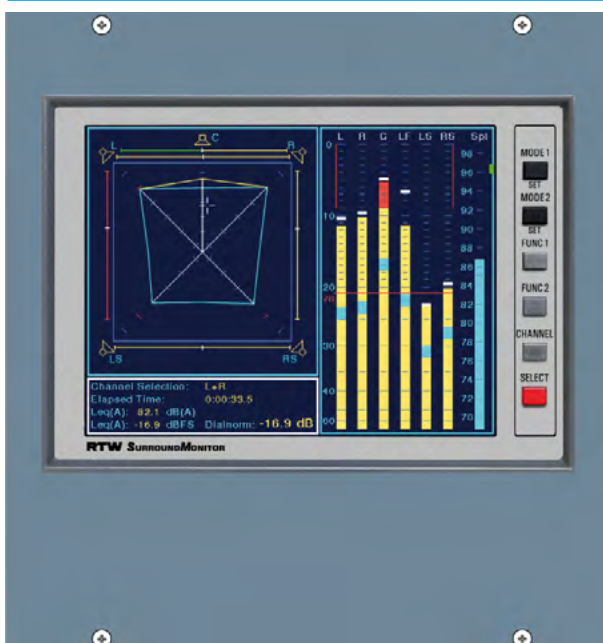 L C R
LS RS
Channel Selection: L+R
Elapsed Time: 0:00:33.5
Leq(A): 82.1 dB(A)
Leq(A): -16.9 dBFS Dialnorm: -16.9 dB
L R C LF LS RS Spl
0
10
20
76
30
40
60
98
96
94
92
90
88
86
84
82
80
78
76
74
72
70
MODE 1
SET
MODE 2
SET
FUNC 1
FUNC 2
CHANNEL
SELECT
RTW SURROUNDMONITOR